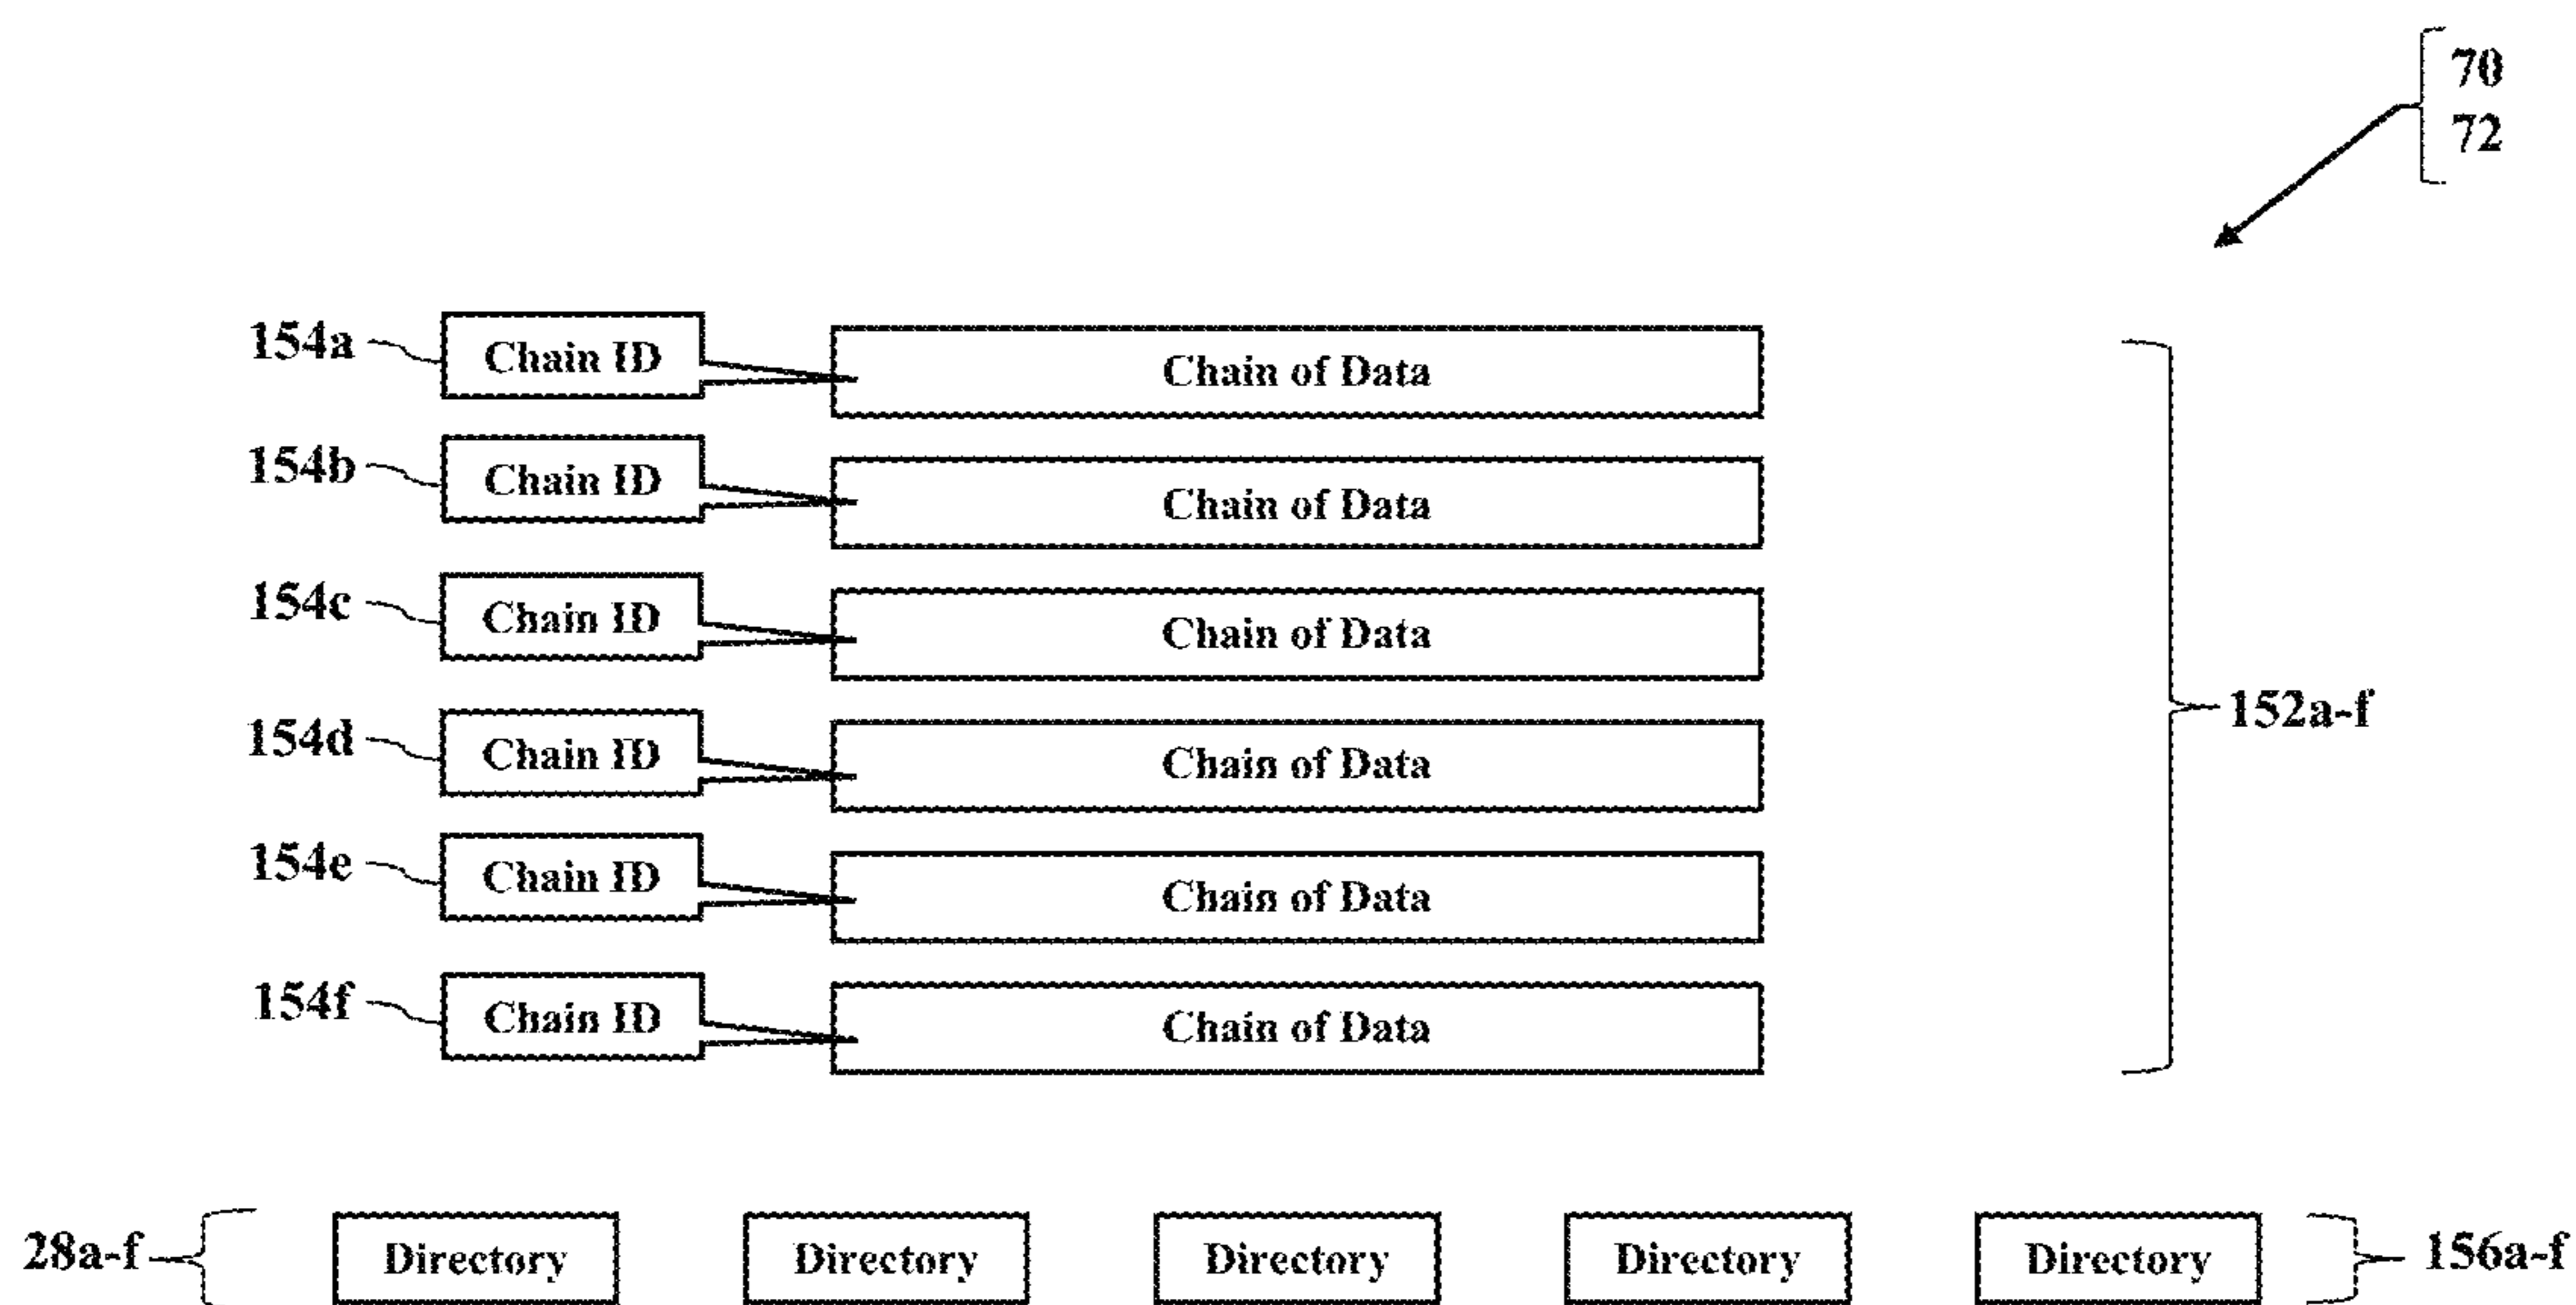 70
72
154a Chain ID Chain of Data
154b Chain ID Chain of Data
154c Chain ID Chain of Data
154d Chain ID Chain of Data
152a-f
154e Chain ID Chain of Data
154f Chain ID Chain of Data
28a-f Directory Directory Directory Directory Directory 156a-f